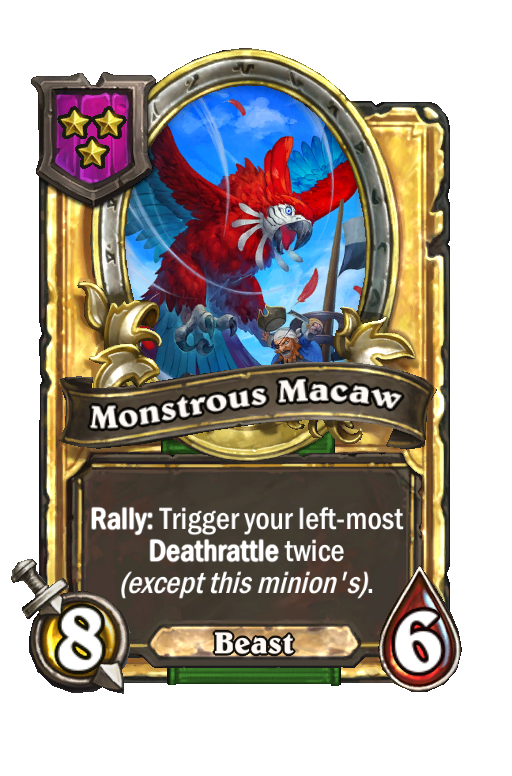 Monstrous Macaw
Rally: Trigger your left-most
Deathrattle twice
(except this minion's).
8
Beast
6